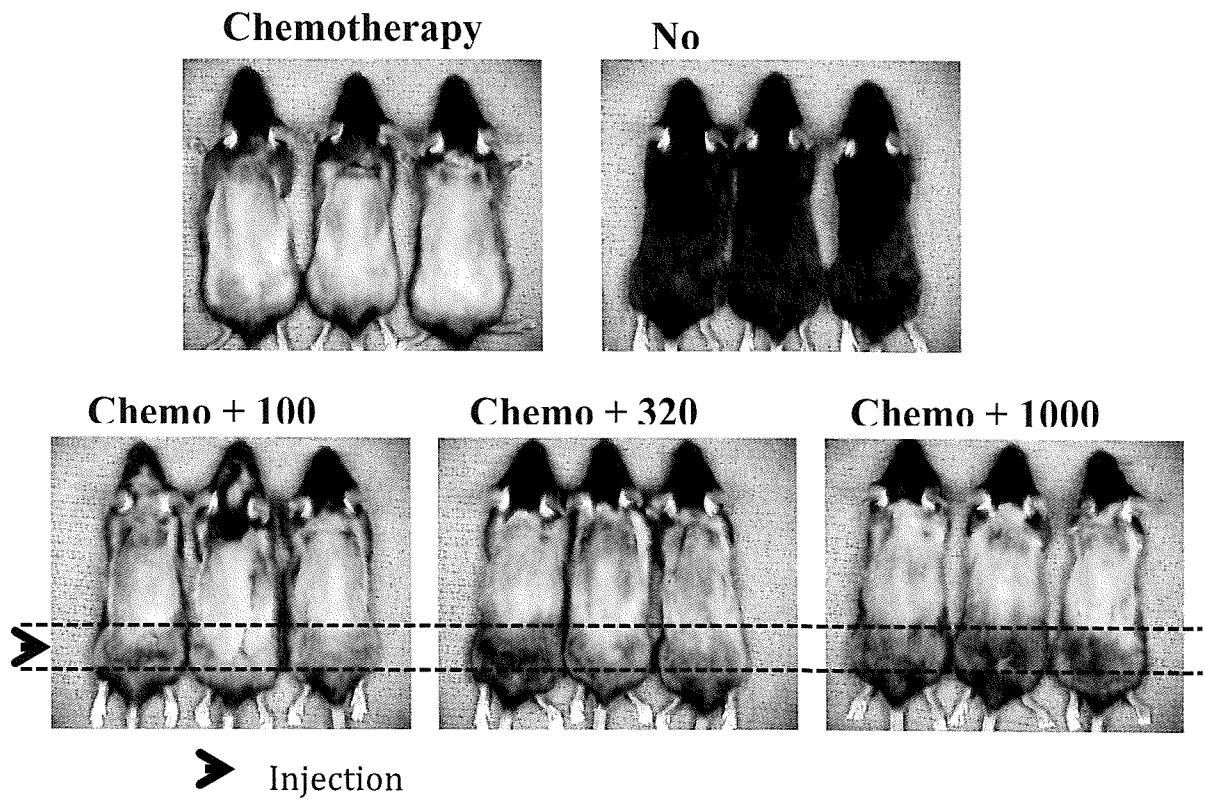 Chemotherapy
No
Chemo + 100
Chemo + 320
Chemo + 1000
Injection